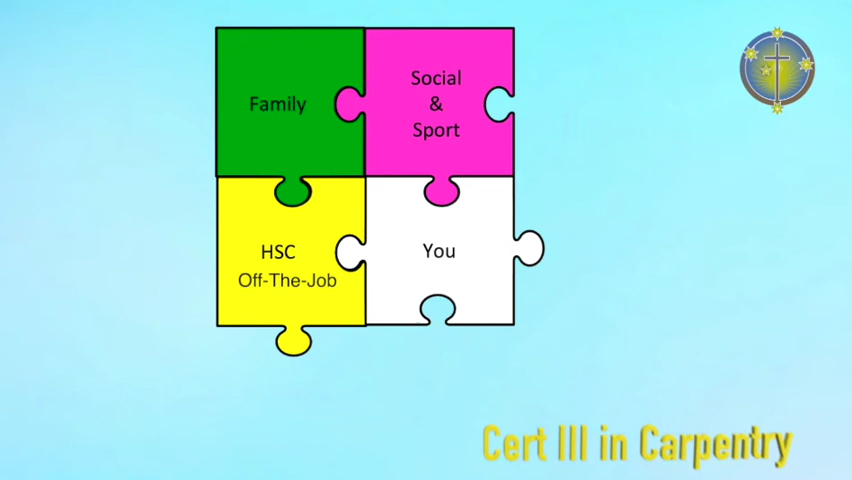 Family
Social
&
Sport
HSC
Off-The-Job
You
Cert III in Carpentry